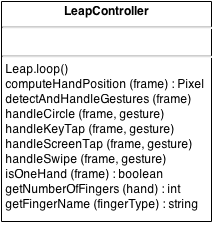 LeapController
Leap.loop()
computeHandPosition (frame) : Pixel
detectAndHandleGestures (frame)
handleCircle (frame, gesture)
handleKeyTap (frame, gesture)
handleScreenTap (frame, gesture)
handleSwipe (frame, gesture)
isOneHand (frame) : boolean
getNumberOfFingers (hand) : int
getFingerName (fingerType) : string